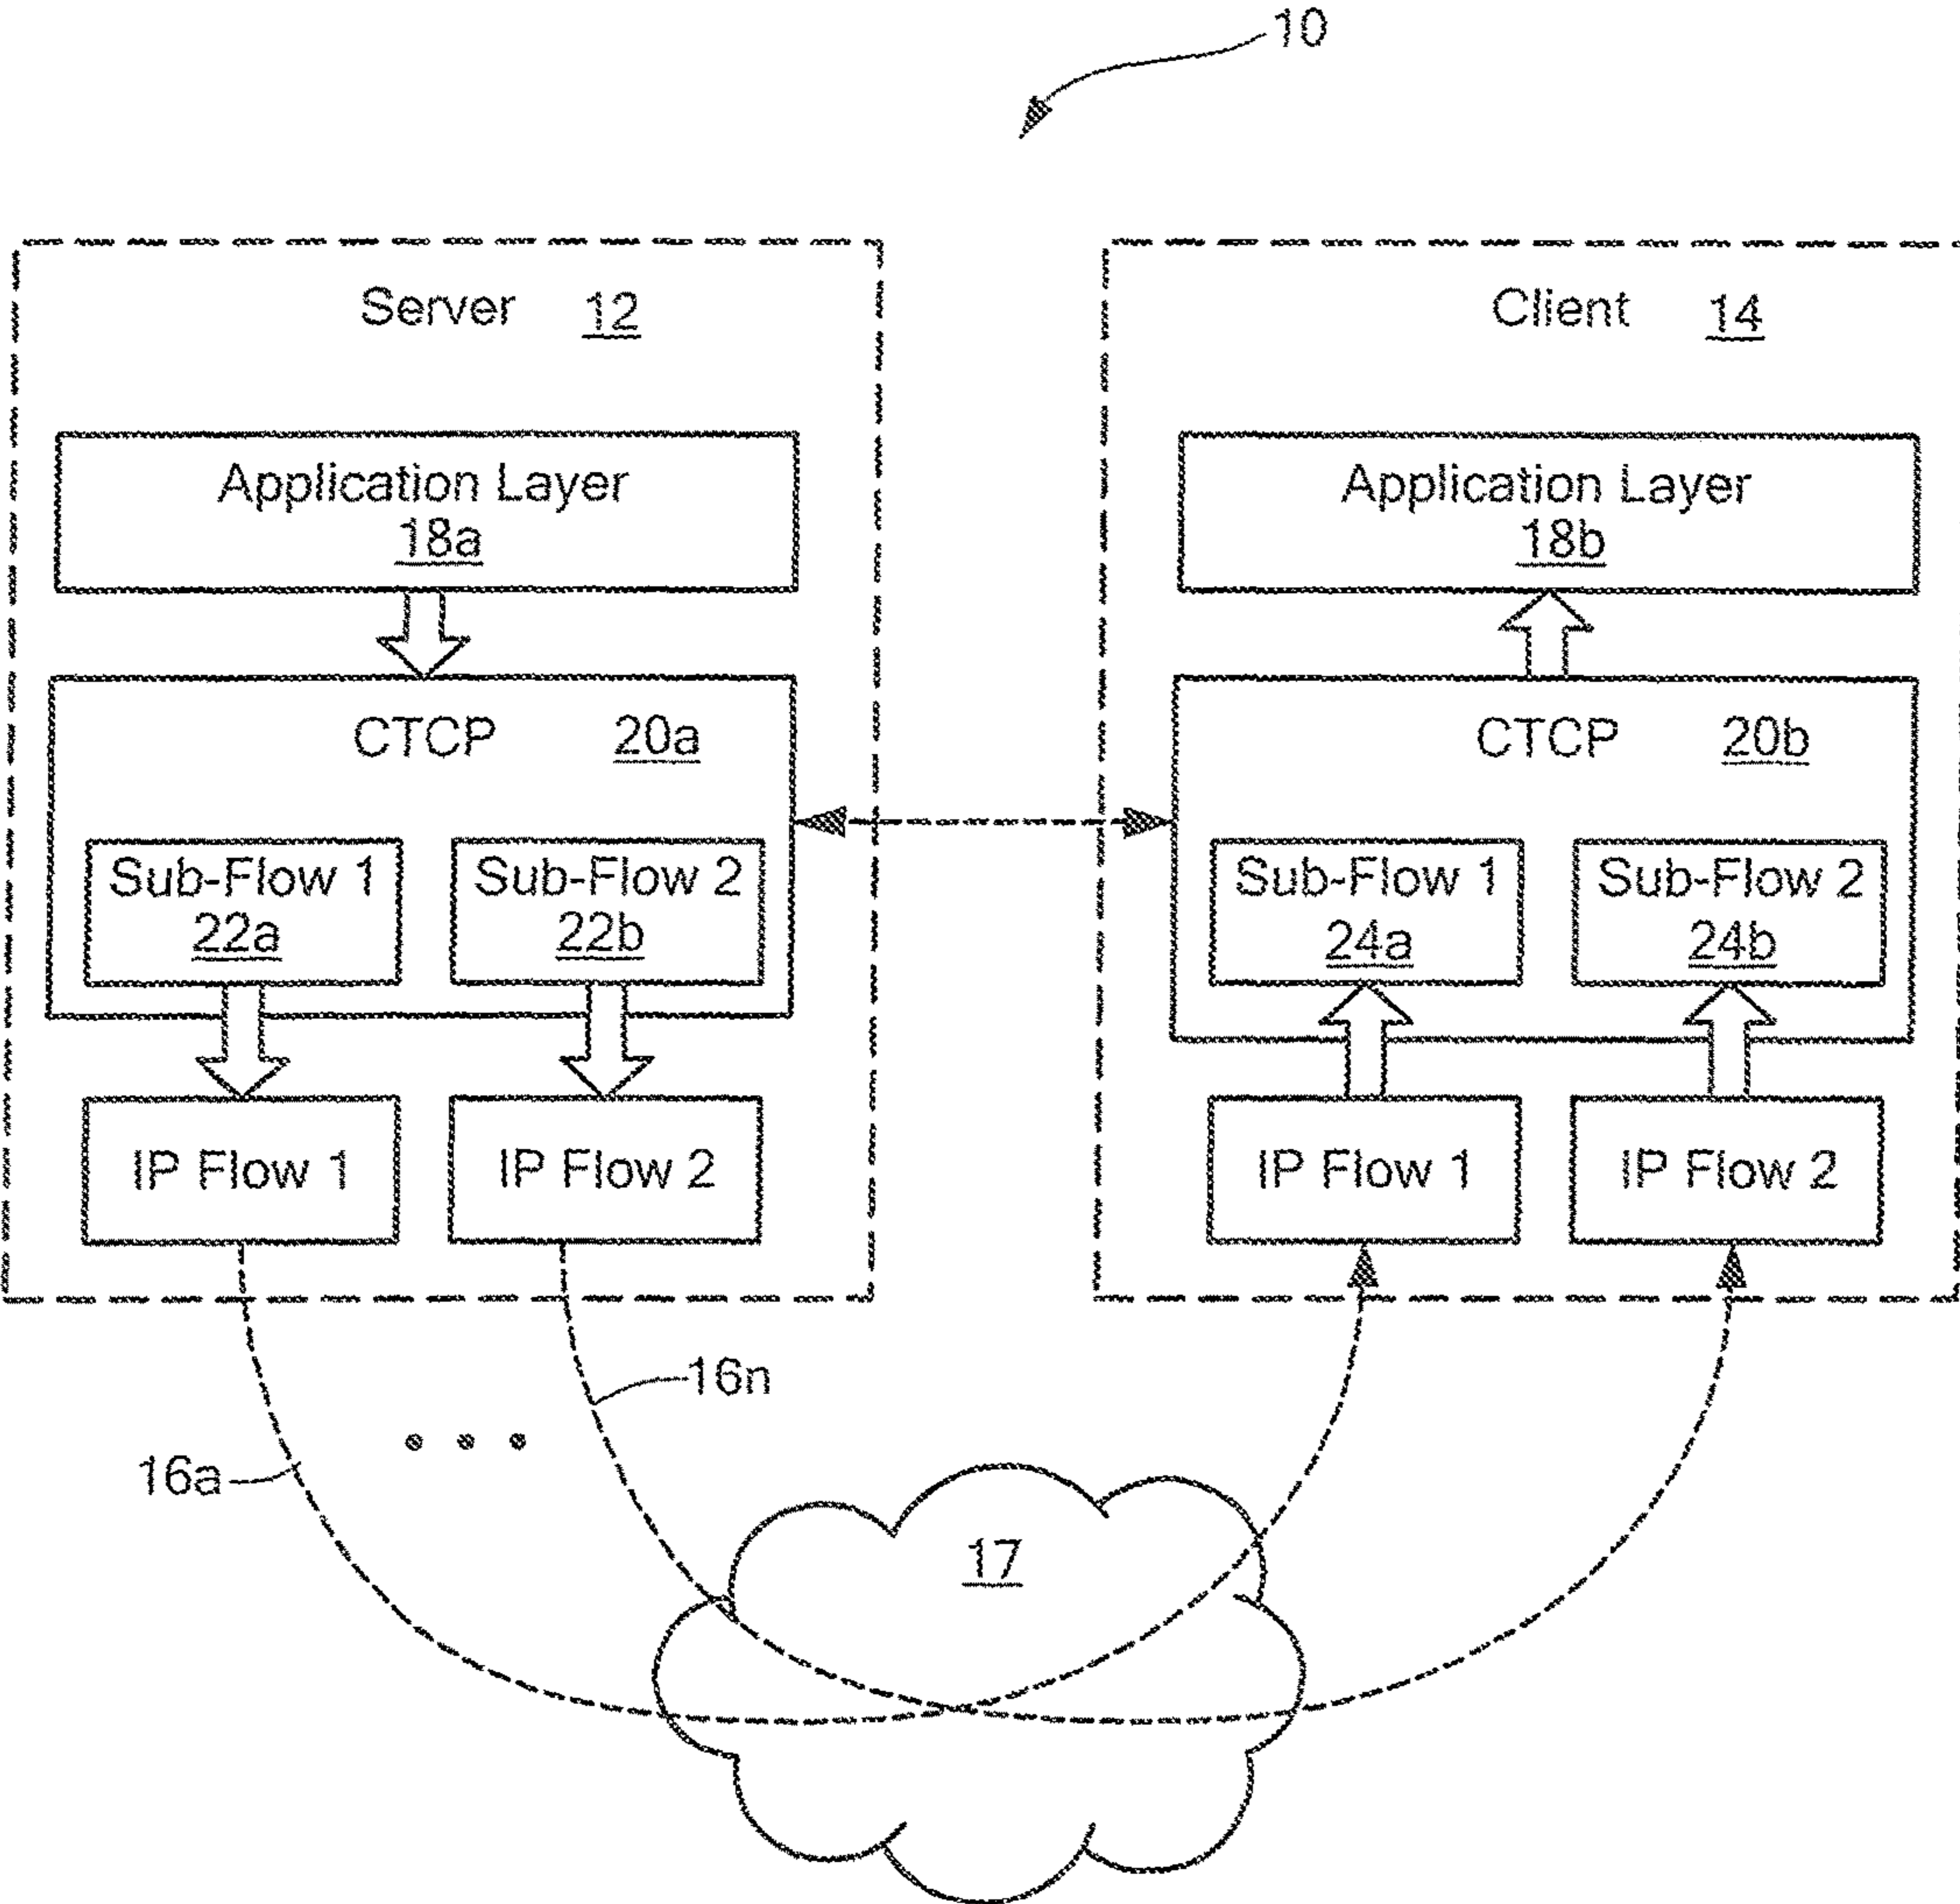 10
Server 12
Application Layer
18a
CTCP 20a
Sub-Flow 1
22a
Sub-Flow 2
22b
IP Flow 1
IP Flow 2
Client 14
Application Layer
18b
CTCP 20b
Sub-Flow 1
24a
Sub-Flow 2
24b
IP Flow 1
IP Flow 2
16n
16a
17